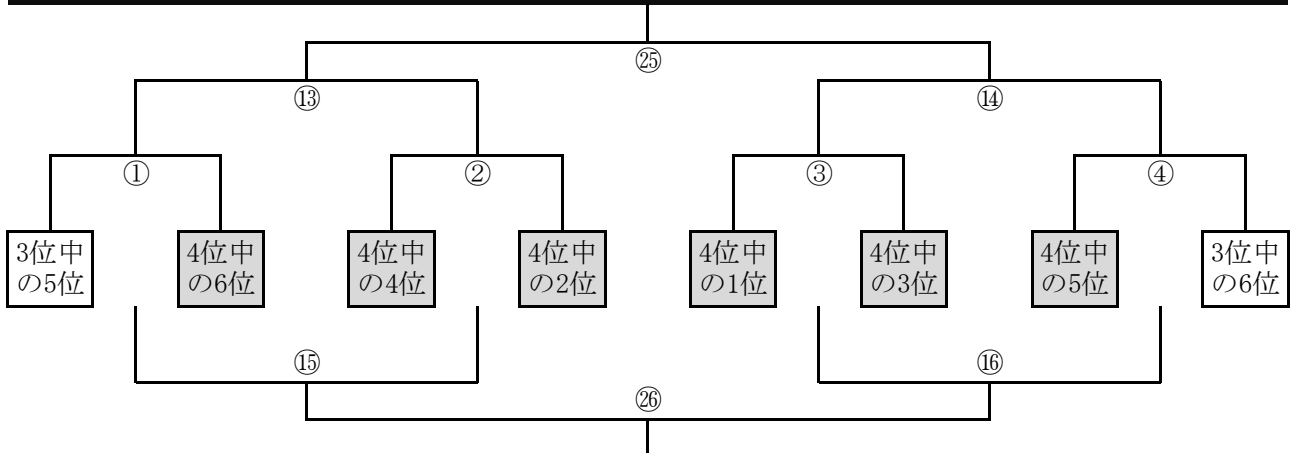 ㉕
⑬
⑭
①
②
③
④
3位中
の5位
4位中
の6位
4位中
の4位
4位中
の2位
4位中
の1位
4位中
の3位
4位中
の5位
3位中
の6位
⑮
⑯
㉖